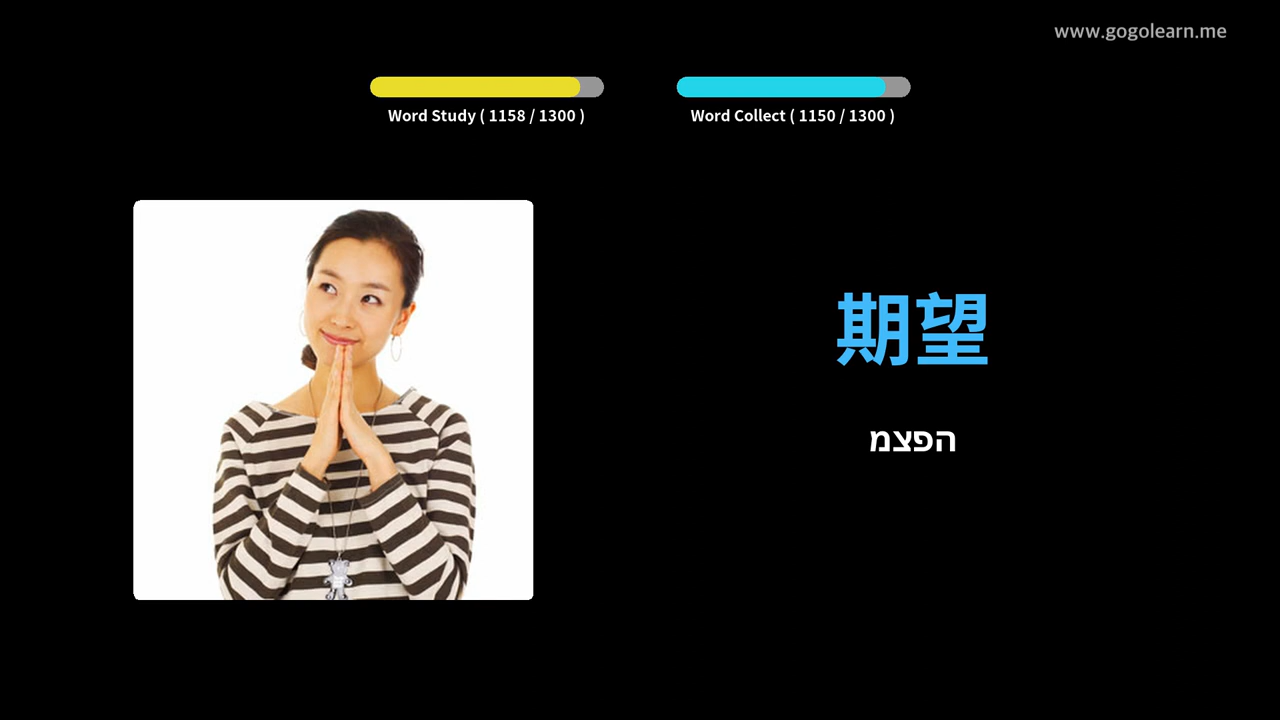 www.gogolearn.me
Word Study ( 1158 / 1300 )
Word Collect ( 1150 / 1300 )
期望
הפצמ